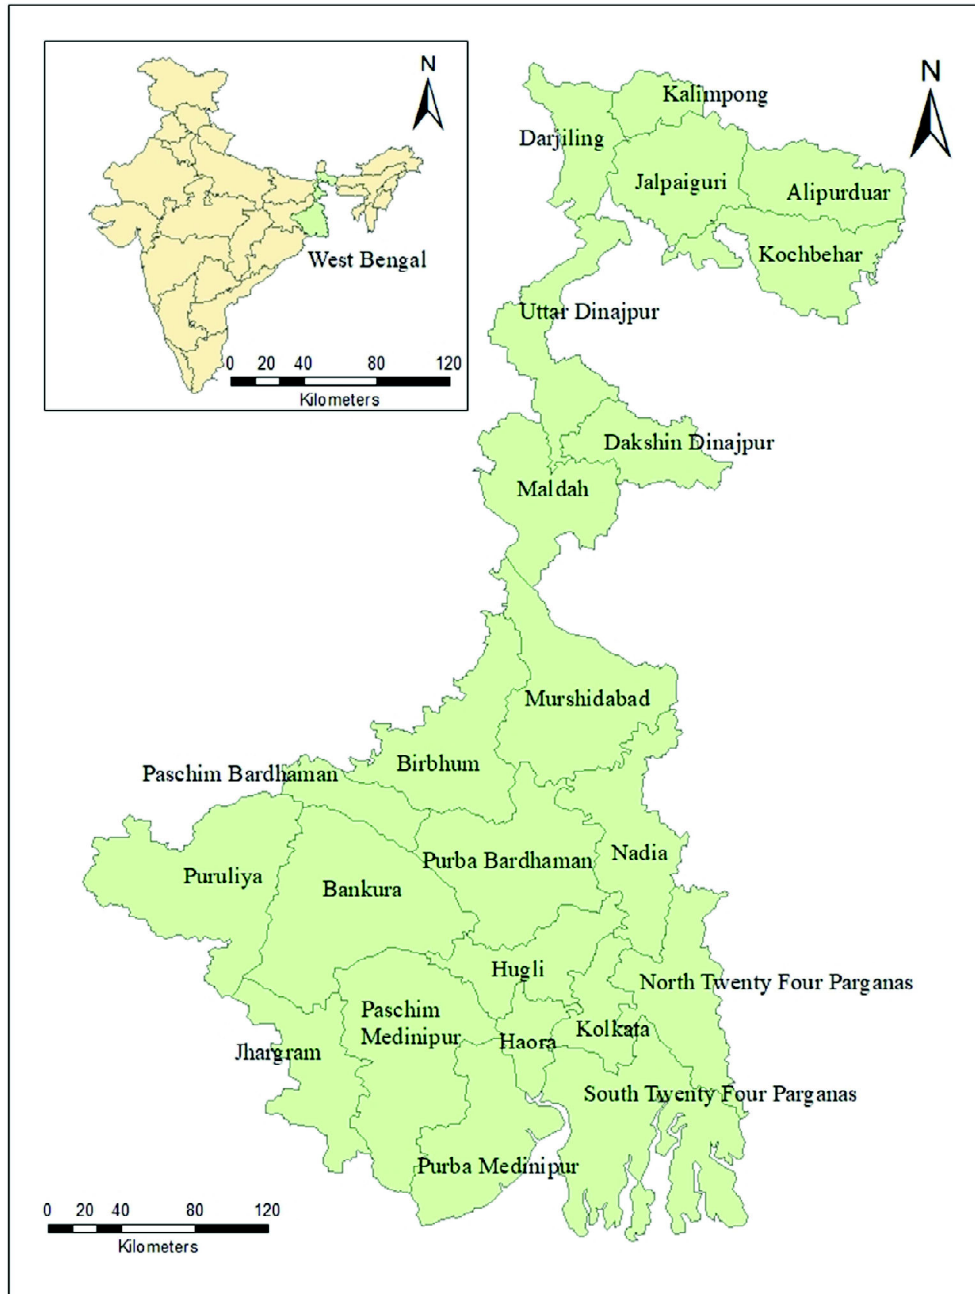 N
West Bengal
0 20 40 80 120
Kilometers
N
Kalimpong
Darjiling
Jalpaiguri
Alipurduar
Kochbehar
Uttar Dinajpur
Dakshin Dinajpur
Maldah
Murshidabad
Birbhum
Paschim Bardhaman
Purba Bardhaman
Nadia
Puruliya
Bankura
Hugli
North Twenty Four Parganas
Paschim
Medinipur
Kolkata
Haora
Jhargram
South Twenty Four Parganas
Purba Medinipur
0 20 40 80 120
Kilometers